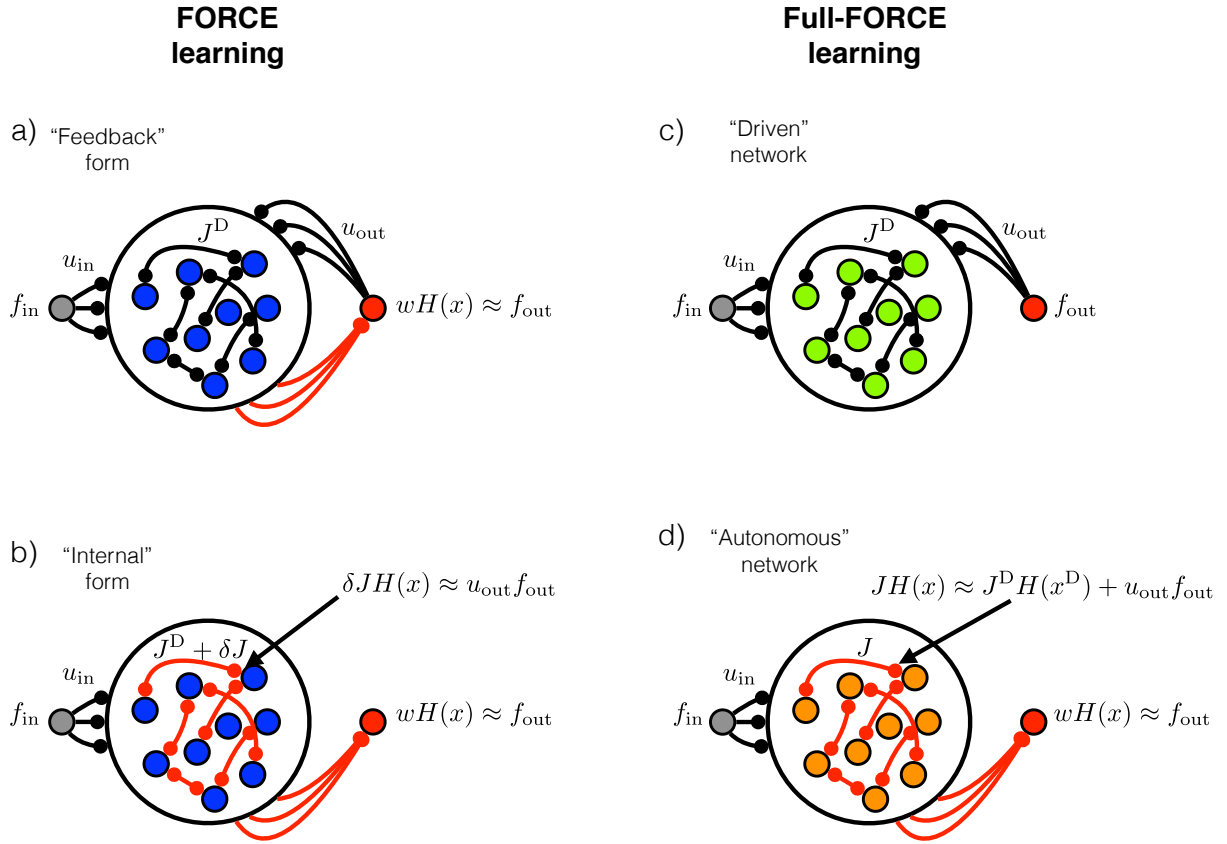 FORCE
learning
Full-FORCE
learning
a)
“Feedback”
form
J^D
u_out
u_in
f_in
wH(x) ≈ f_out
c)
“Driven”
network
J^D
u_out
u_in
f_in
f_out
b)
“Internal”
form
δJH(x) ≈ u_out f_out
J^D + δJ
u_in
f_in
wH(x) ≈ f_out
d)
“Autonomous”
network
JH(x) ≈ J^D H(x^D) + u_out f_out
J
u_in
f_in
wH(x) ≈ f_out